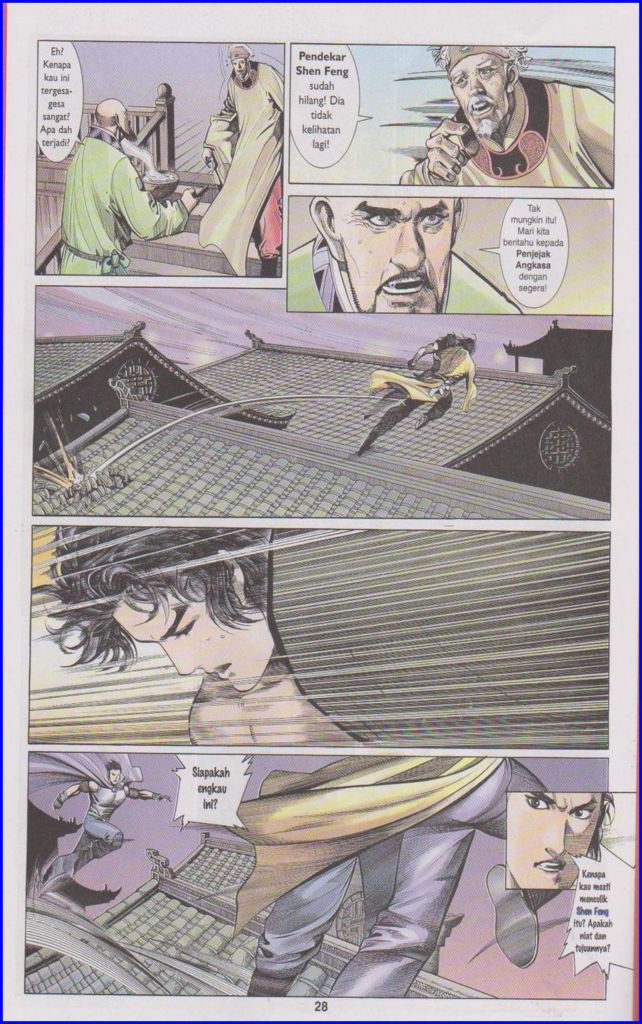 Eh?
Kenapa
kau ini
tergesa-
gesa
sangat?
Apa dah
terjadi?
Pendekar
Shen Feng
sudah
hilang! Dia
tidak
kelihatan
lagi!
Tak
mungkin itu!
Mari kita
beritahu kepada
Penjejak
Angkasa
dengan
segera!
Siapakah
engkau
ini?
Kenapa
kau mesti
menculik
Shen Feng
itu? Apakah
niat dan
tujuannya?
28